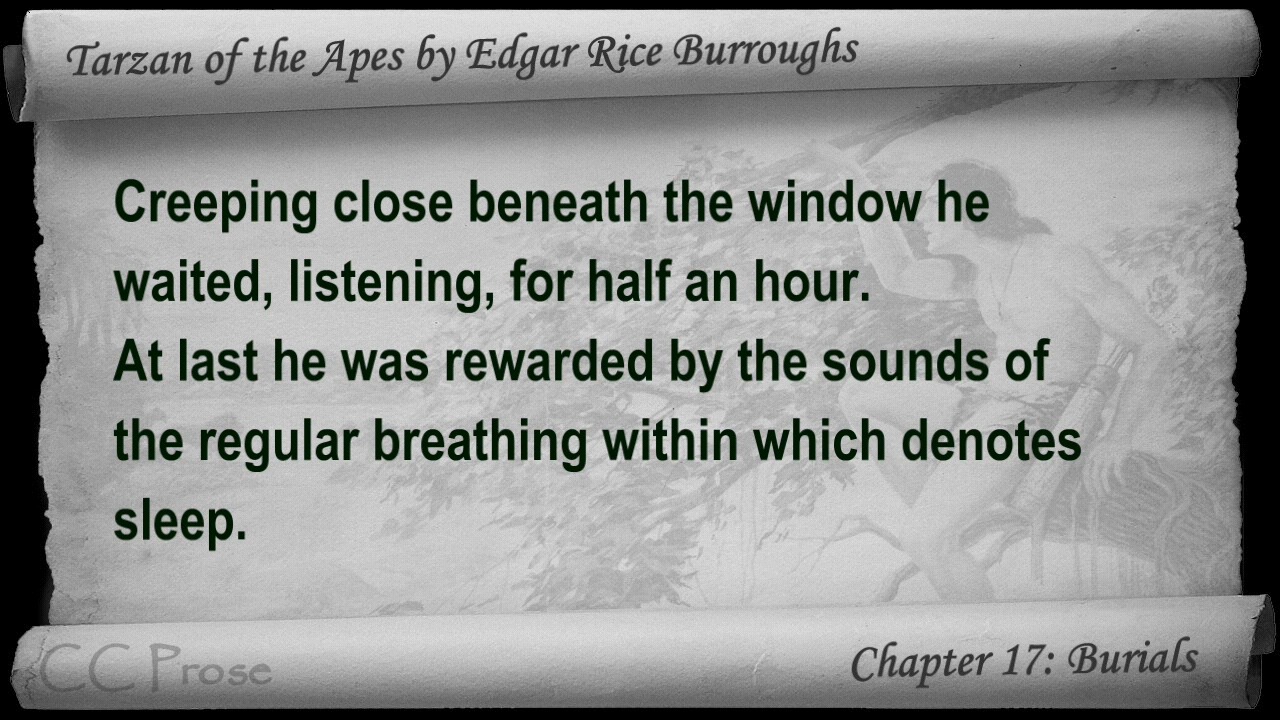 Tarzan of the Apes by Edgar Rice Burroughs
Creeping close beneath the window he
waited, listening, for half an hour.
At last he was rewarded by the sounds of
the regular breathing within which denotes
sleep.
CC Prose
Chapter 17: Burials